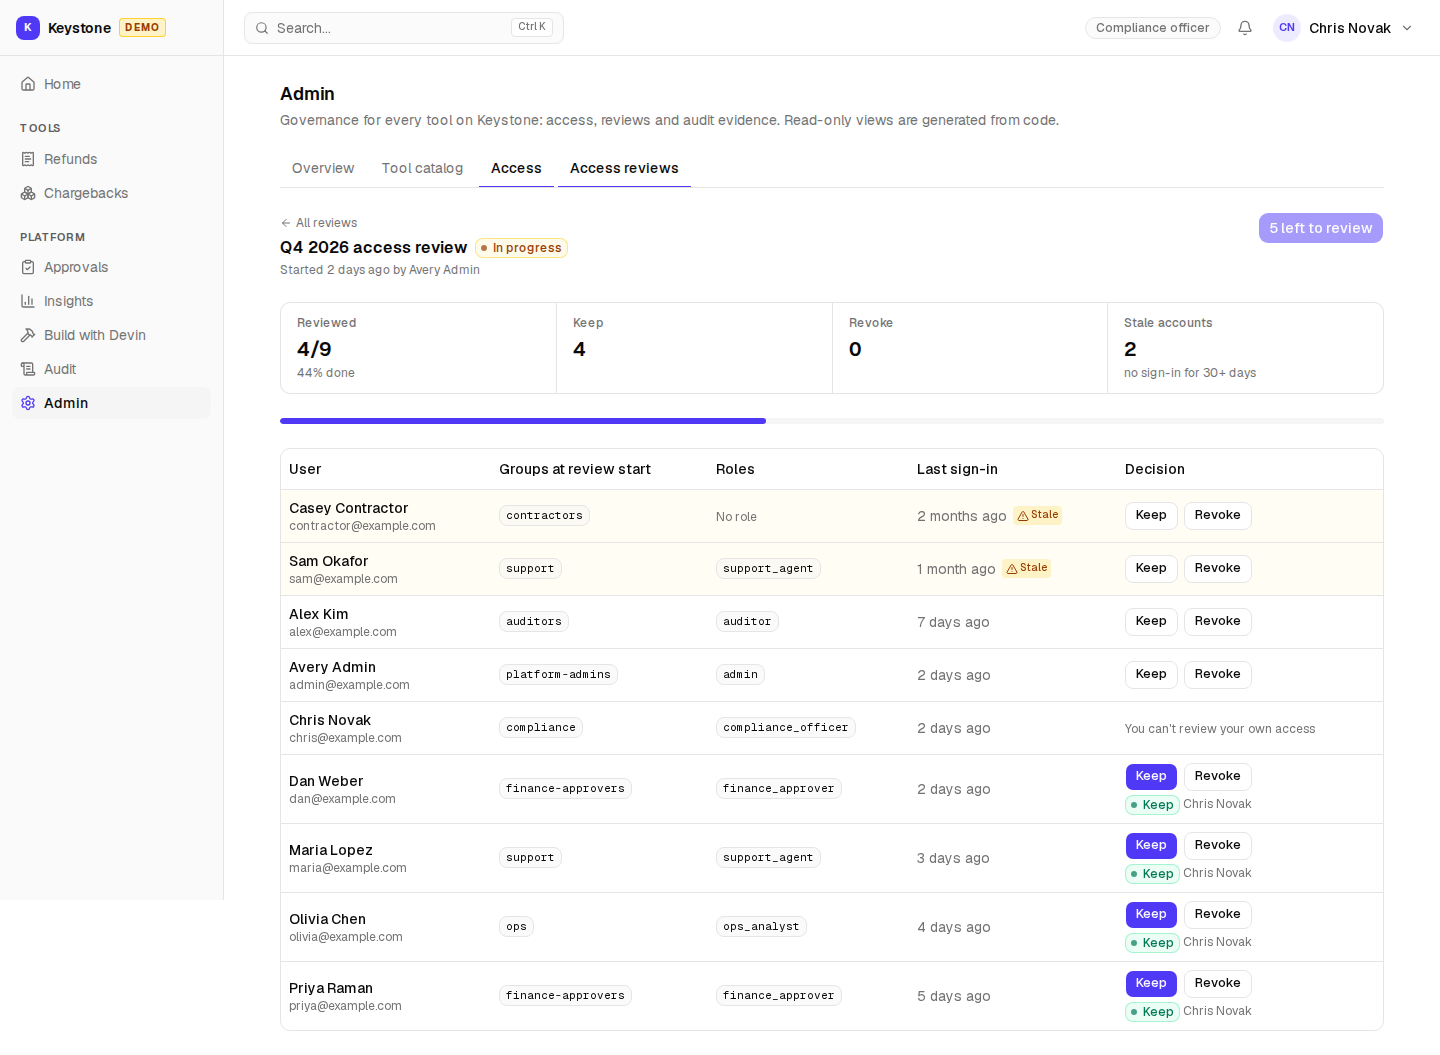 K Keystone DEMO
Search... Ctrl K
Compliance officer
CN Chris Novak
Home
TOOLS
Refunds
Chargebacks
PLATFORM
Approvals
Insights
Build with Devin
Audit
Admin
Admin
Governance for every tool on Keystone: access, reviews and audit evidence. Read-only views are generated from code.
Overview Tool catalog Access Access reviews
← All reviews
Q4 2026 access review In progress
Started 2 days ago by Avery Admin
5 left to review
Reviewed Keep Revoke Stale accounts
4/9 4 0 2
44% done no sign-in for 30+ days
User Groups at review start Roles Last sign-in Decision
Casey Contractor
contractor@example.com
contractors No role 2 months ago Stale Keep Revoke
Sam Okafor
sam@example.com
support support_agent 1 month ago Stale Keep Revoke
Alex Kim
alex@example.com
auditors auditor 7 days ago Keep Revoke
Avery Admin
admin@example.com
platform-admins admin 2 days ago Keep Revoke
Chris Novak
chris@example.com
compliance compliance_officer 2 days ago You can't review your own access
Dan Weber
dan@example.com
finance-approvers finance_approver 2 days ago Keep Revoke
Keep Chris Novak
Maria Lopez
maria@example.com
support support_agent 3 days ago Keep Revoke
Keep Chris Novak
Olivia Chen
olivia@example.com
ops ops_analyst 4 days ago Keep Revoke
Keep Chris Novak
Priya Raman
priya@example.com
finance-approvers finance_approver 5 days ago Keep Revoke
Keep Chris Novak